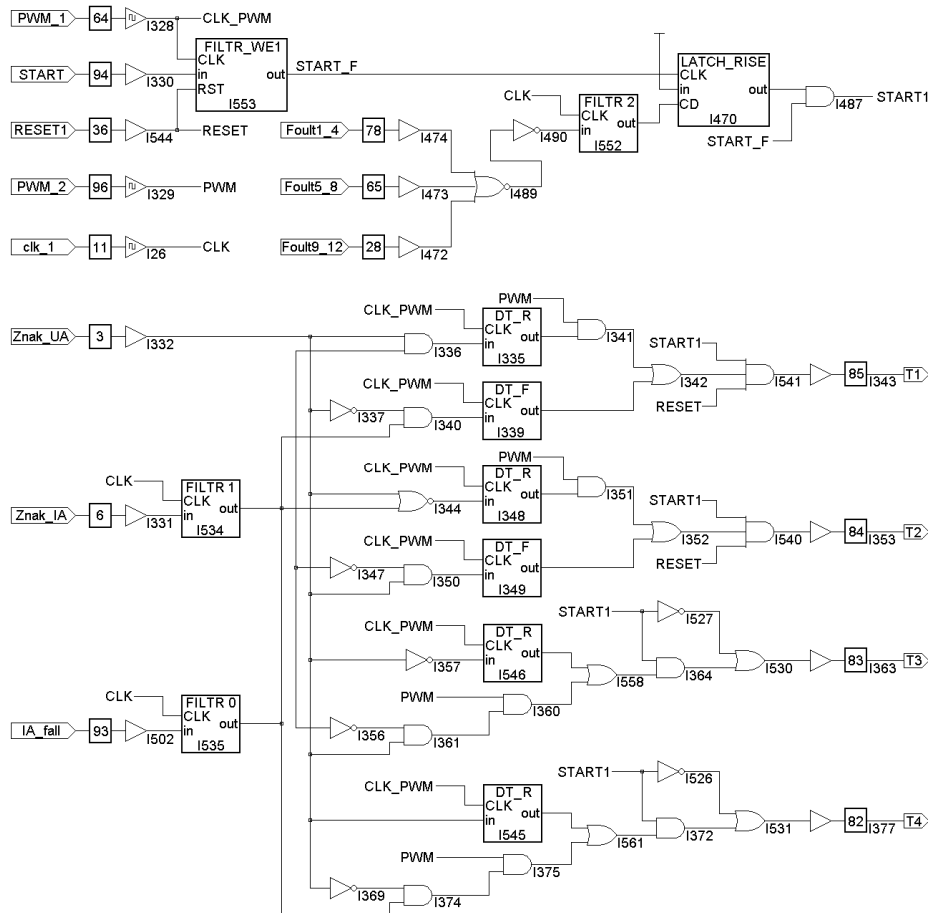 PWM_1 64 I328 CLK_PWM
FILTR_WE1
CLK
START 94 I330 in out START_F
RST
I553
RESET1 36 I544 RESET
PWM_2 96 I329 PWM
clk_1 11 I26 CLK
Foult1_4 78 I474
Foult5_8 65 I473 I489
Foult9_12 28 I472
I490
CLK
FILTR 2
CLK
in out
I552
LATCH_RISE
CLK
in out
CD
I470
START_F
I487 START1
Znak_UA 3 I332
CLK_PWM
I336
DT_R
CLK out
in
I335
PWM
I341
I337 I340
CLK_PWM
DT_F
CLK out
in
I339
I342
START1
RESET
I541 85 I343 T1
Znak_IA 6 I331
CLK
FILTR 1
CLK
in out
I534
CLK_PWM
I344
DT_R
CLK out
in
I348
PWM
I351
CLK_PWM
I347 I350
DT_F
CLK out
in
I349
I352
START1
RESET
I540 84 I353 T2
CLK_PWM
I357
DT_R
out
CLK
in
I546
START1
I527
I558 I364 I530 83 I363 T3
PWM
I360
I356 I361
IA_fall 93 I502
CLK
FILTR 0
CLK
in out
I535
CLK_PWM
DT_R
CLK out
in
I545
START1
I526
I561 I372 I531 82 I377 T4
PWM
I375
I369 I374